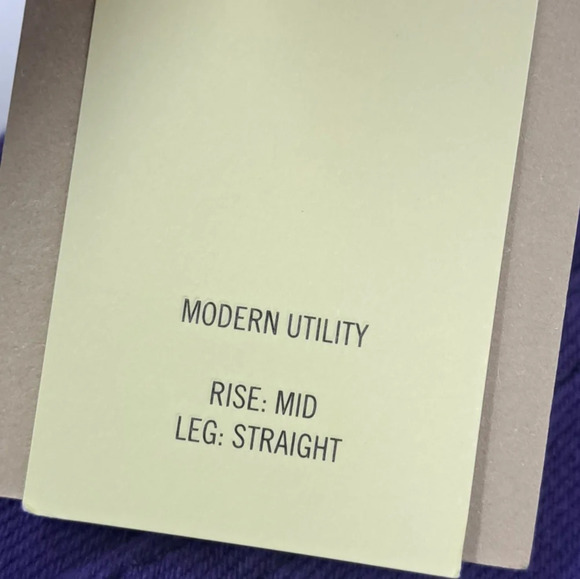 MODERN UTILITY
RISE: MID
LEG: STRAIGHT